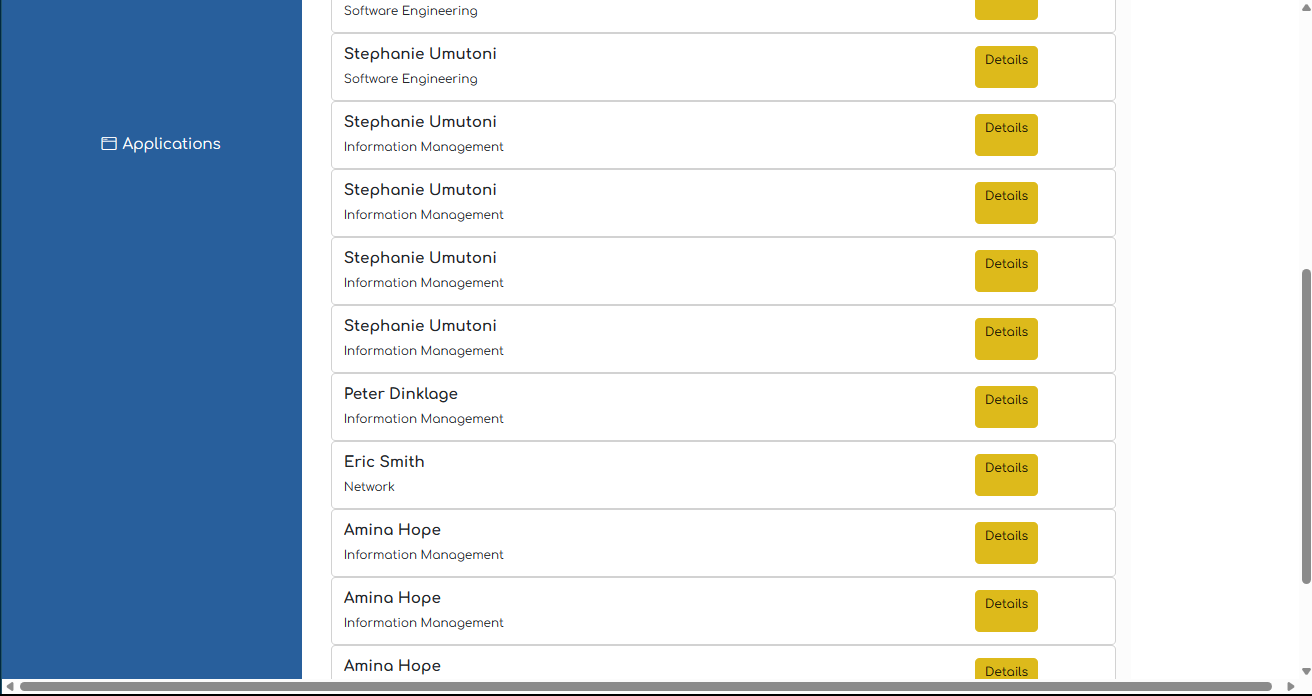 Applications
Software Engineering
Stephanie Umutoni
Details
Software Engineering
Stephanie Umutoni
Details
Information Management
Stephanie Umutoni
Details
Information Management
Stephanie Umutoni
Details
Information Management
Stephanie Umutoni
Details
Information Management
Peter Dinklage
Details
Information Management
Eric Smith
Details
Network
Amina Hope
Details
Information Management
Amina Hope
Details
Information Management
Amina Hope
Details